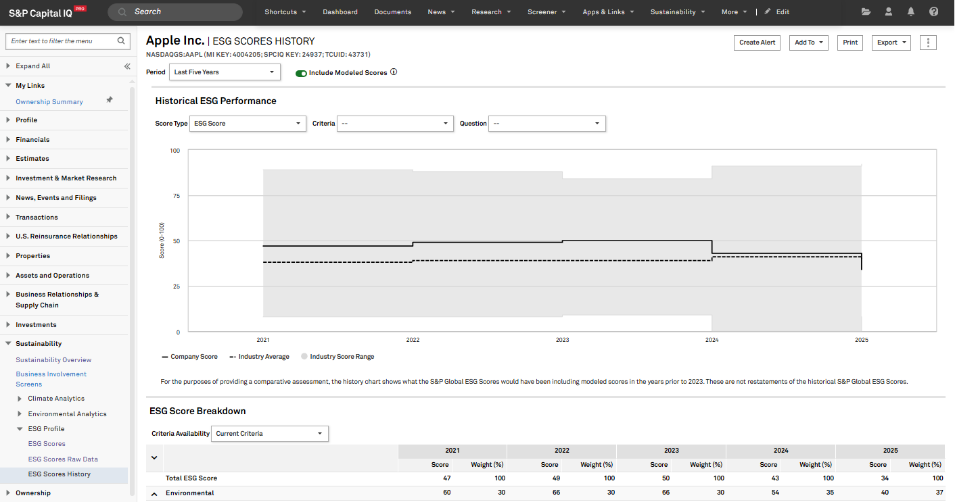 S&P Capital IQ PRO
Search
Shortcuts Dashboard Documents News Research Screener Apps & Links Sustainability More | Edit
Enter text to filter the menu
Expand All
My Links
Ownership Summary
Profile
Financials
Estimates
Investment & Market Research
News, Events and Filings
Transactions
U.S. Reinsurance Relationships
Properties
Assets and Operations
Business Relationships &
Supply Chain
Investments
Sustainability
Sustainability Overview
Business Involvement
Screens
Climate Analytics
Environmental Analytics
ESG Profile
ESG Scores
ESG Scores Raw Data
ESG Scores History
Ownership
Apple Inc. | ESG SCORES HISTORY
NASDAQGS:AAPL (MI KEY: 4004205; SPCIQ KEY: 24937; TCUID: 43731)
Create Alert Add To Print Export
Period Last Five Years Include Modeled Scores
Historical ESG Performance
Score Type ESG Score Criteria -- Question --
100
75
50
25
0
Score (0-100)
2021 2022 2023 2024 2025
Company Score Industry Average Industry Score Range
For the purposes of providing a comparative assessment, the history chart shows what the S&P Global ESG Scores would have been including modeled scores in the years prior to 2023. These are not restatements of the historical S&P Global ESG Scores.
ESG Score Breakdown
Criteria Availability Current Criteria
2021 2022 2023 2024 2025
Score Weight (%) Score Weight (%) Score Weight (%) Score Weight (%) Score Weight (%)
Total ESG Score 47 100 49 100 50 100 43 100 34 100
Environmental 60 30 66 30 66 30 54 35 40 37